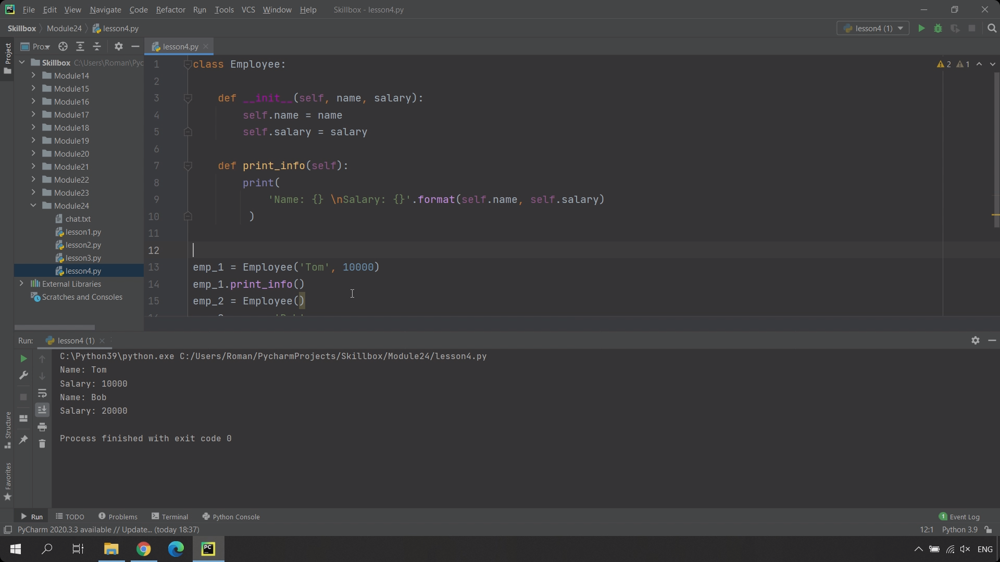 File Edit View Navigate Code Refactor Run Tools VCS Window Help Skillbox - lesson4.py
Skillbox Module24 lesson4.py lesson4 (1)
Project
Pro... lesson4.py
Skillbox C:\Users\Roman\Pyc
Module14
Module15
Module16
Module17
Module18
Module19
Module20
Module21
Module22
Module23
Module24
chat.txt
lesson1.py
lesson2.py
lesson3.py
lesson4.py
External Libraries
Scratches and Consoles
2 1
1 class Employee:
2
3 def __init__(self, name, salary):
4 self.name = name
5 self.salary = salary
6
7 def print_info(self):
8 print(
9 'Name: {} \nSalary: {}'.format(self.name, self.salary)
10 )
11
12
13 emp_1 = Employee('Tom', 10000)
14 emp_1.print_info()
15 emp_2 = Employee()
Run: lesson4 (1)
C:\Python39\python.exe C:/Users/Roman/PycharmProjects/Skillbox/Module24/lesson4.py
Name: Tom
Salary: 10000
Name: Bob
Salary: 20000
Process finished with exit code 0
Structure
Favorites
Run TODO Problems Terminal Python Console 1 Event Log
PyCharm 2020.3.3 available // Update... (today 18:37) 12:1 Python 3.9
PC ENG